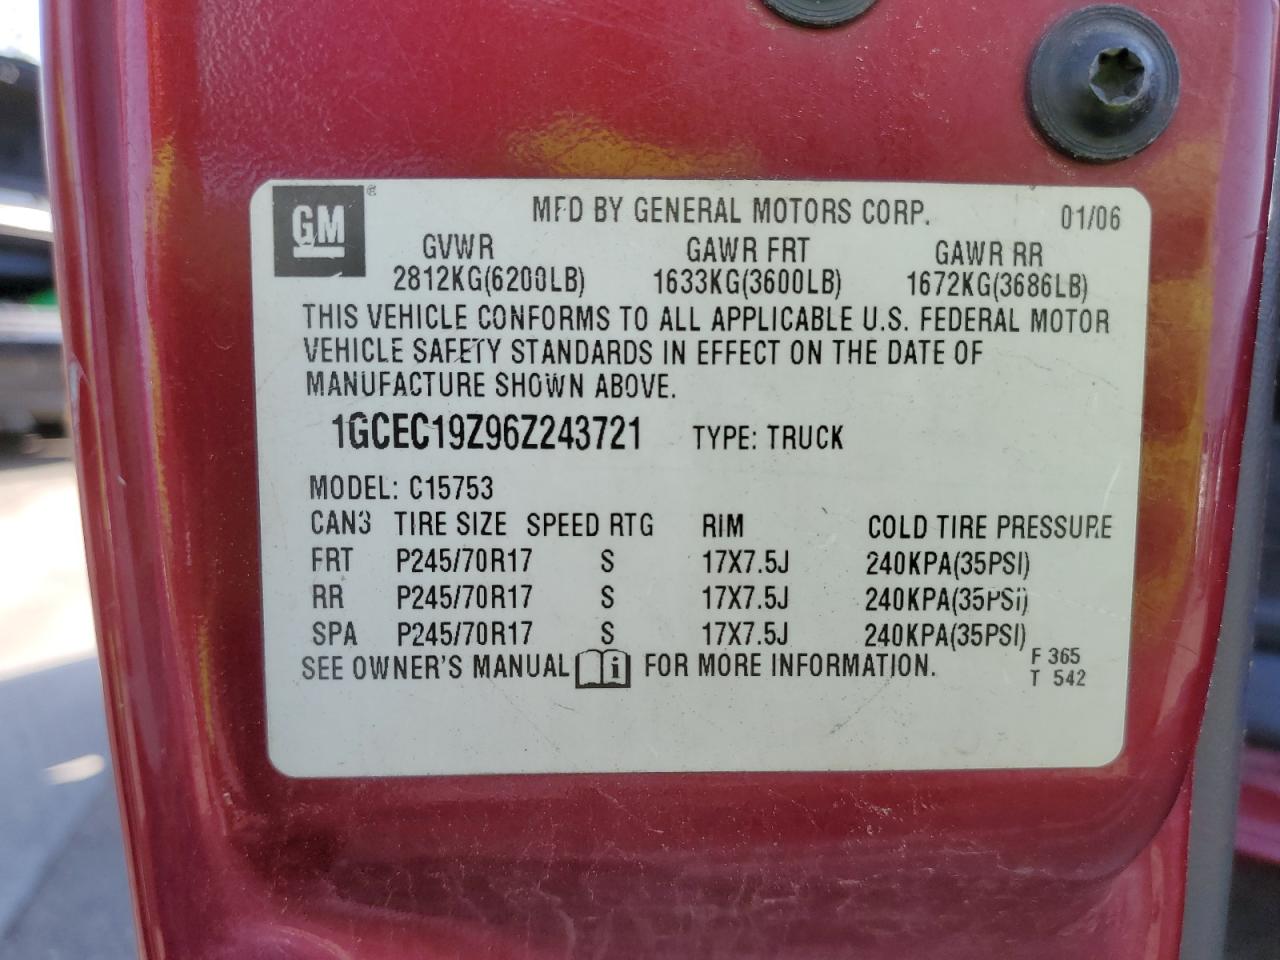 GM®
MFD BY GENERAL MOTORS CORP. 01/06
GVWR GAWR FRT GAWR RR
2812KG(6200LB) 1633KG(3600LB) 1672KG(3686LB)
THIS VEHICLE CONFORMS TO ALL APPLICABLE U.S. FEDERAL MOTOR
VEHICLE SAFETY STANDARDS IN EFFECT ON THE DATE OF
MANUFACTURE SHOWN ABOVE.
1GCEC19Z96Z243721 TYPE: TRUCK
MODEL: C15753
CAN3 TIRE SIZE SPEED RTG RIM COLD TIRE PRESSURE
FRT P245/70R17 S 17X7.5J 240KPA(35PSI)
RR P245/70R17 S 17X7.5J 240KPA(35PSI)
SPA P245/70R17 S 17X7.5J 240KPA(35PSI)
SEE OWNER'S MANUAL i FOR MORE INFORMATION.
F 365
T 542